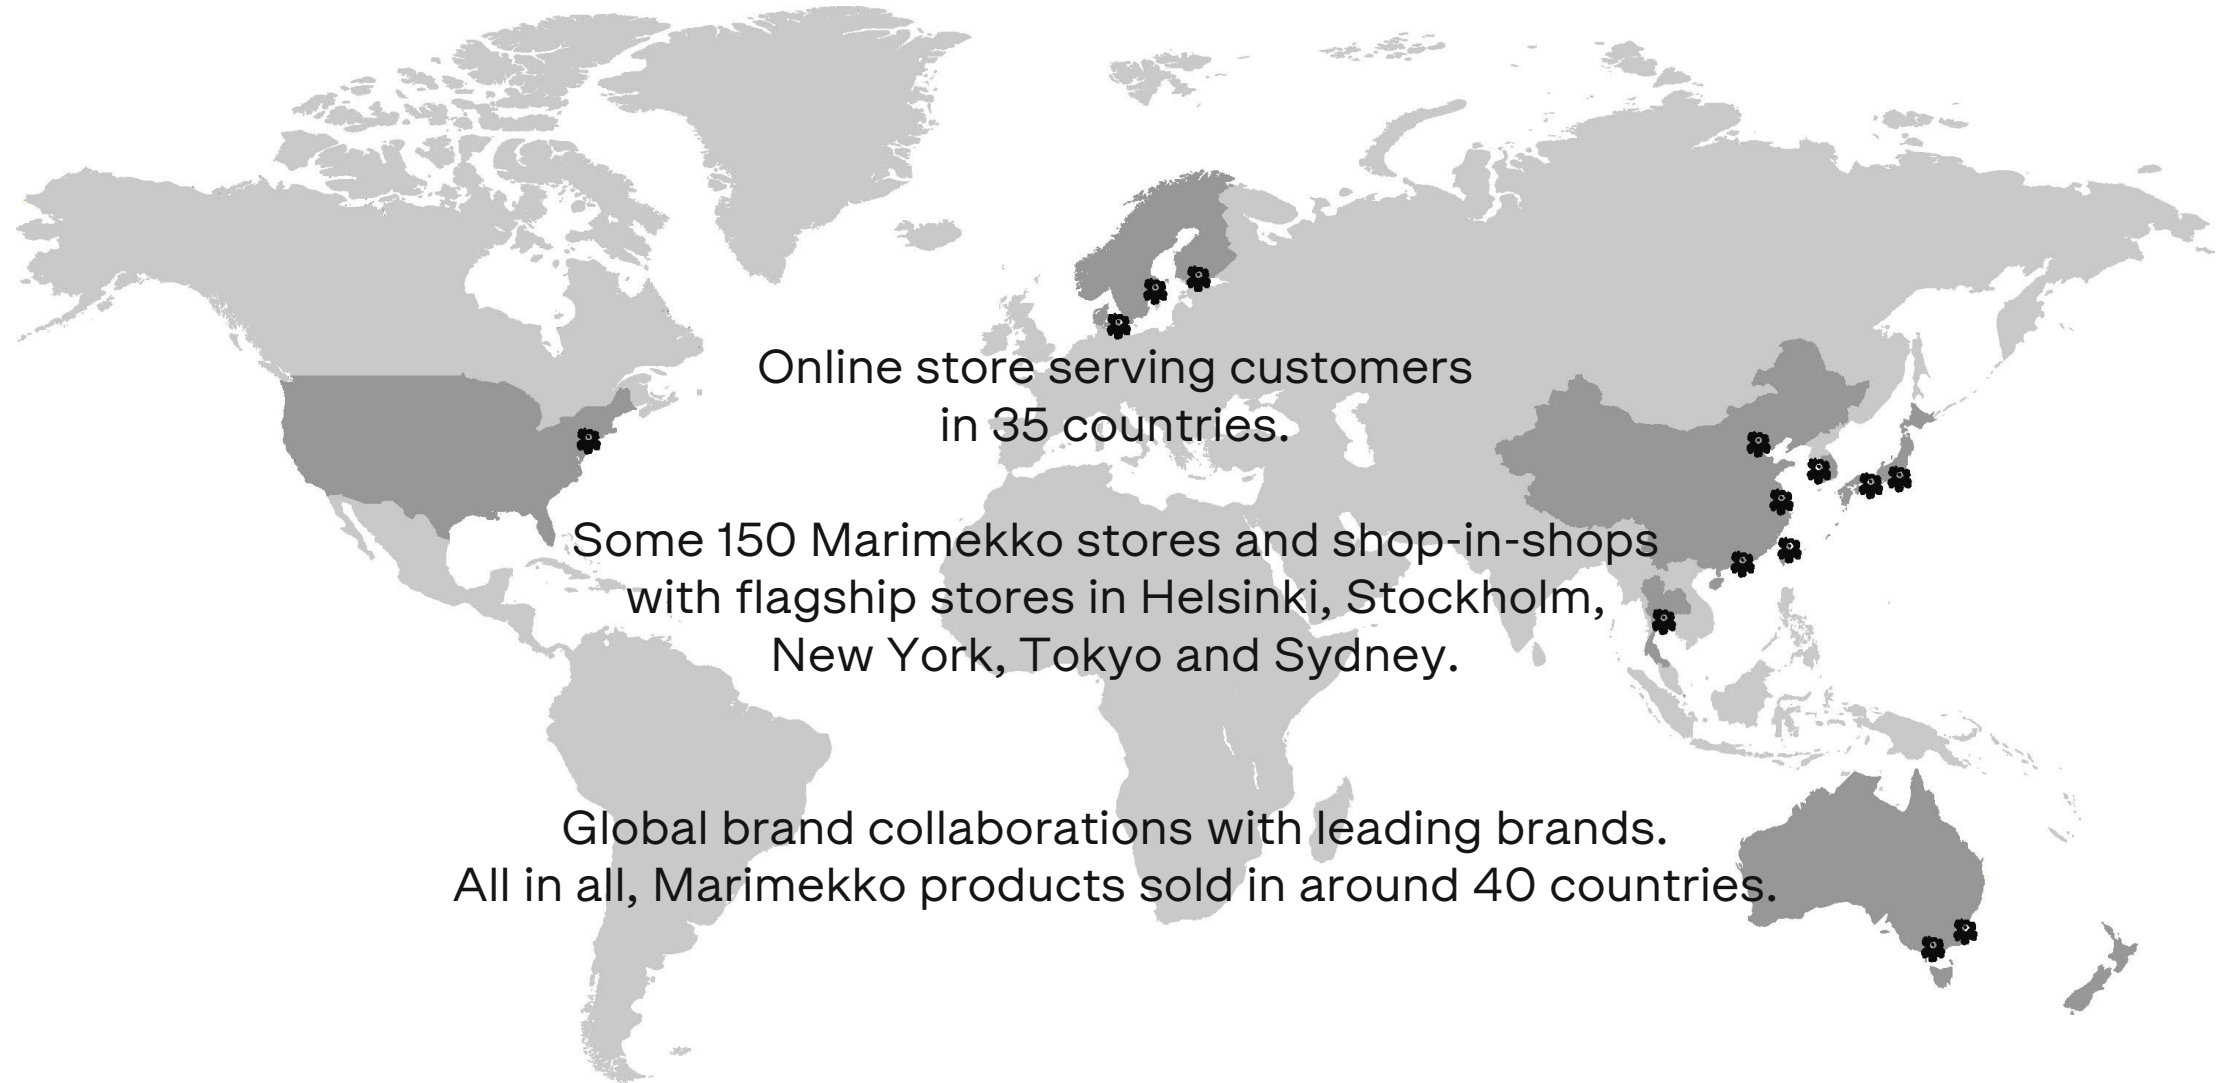 Online store serving customers
in 35 countries.
Some 150 Marimekko stores and shop-in-shops
with flagship stores in Helsinki, Stockholm,
New York, Tokyo and Sydney.
Global brand collaborations with leading brands.
All in all, Marimekko products sold in around 40 countries.